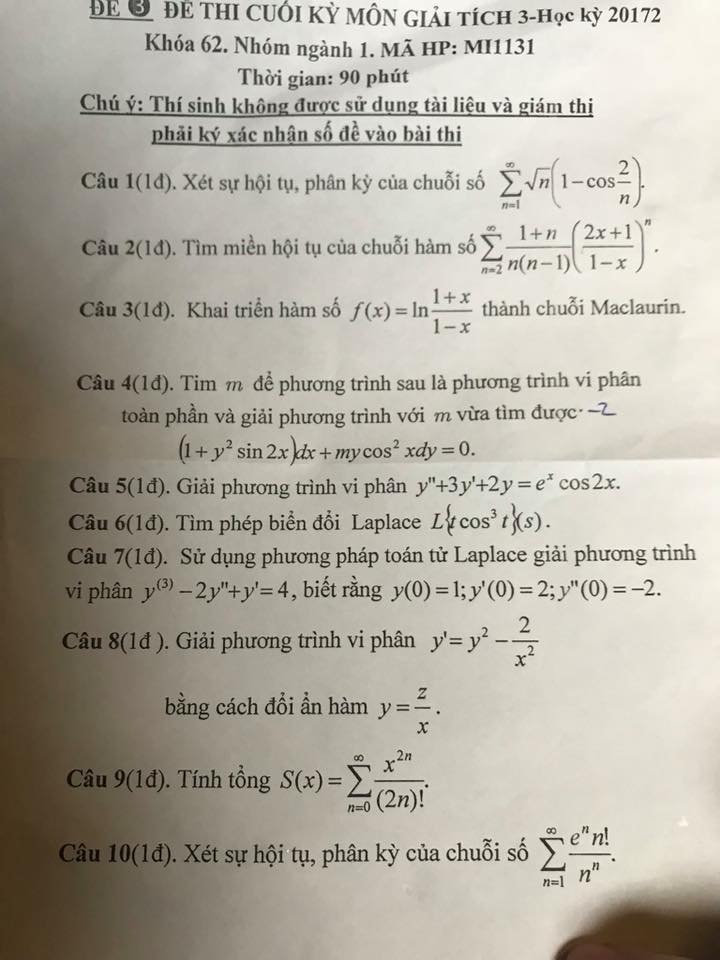 ĐỀ 3 ĐỀ THI CUỐI KỲ MÔN GIẢI TÍCH 3-Học kỳ 20172
Khóa 62. Nhóm ngành 1. MÃ HP: MI1131
Thời gian: 90 phút
Chú ý: Thí sinh không được sử dụng tài liệu và giám thị
phải ký xác nhận số đề vào bài thi
Câu 1(1đ). Xét sự hội tụ, phân kỳ của chuỗi số $\sum_{n=1}^{\infty}\sqrt{n}\left(1-\cos\frac{2}{n}\right)$.
Câu 2(1đ). Tìm miền hội tụ của chuỗi hàm số $\sum_{n=2}^{\infty}\frac{1+n}{n(n-1)}\left(\frac{2x+1}{1-x}\right)^n$.
Câu 3(1đ). Khai triển hàm số $f(x)=\ln\frac{1+x}{1-x}$ thành chuỗi Maclaurin.
Câu 4(1đ). Tìm m để phương trình sau là phương trình vi phân
toàn phần và giải phương trình với m vừa tìm được. -2
$(1+y^2\sin 2x)dx+my\cos^2 xdy=0$.
Câu 5(1đ). Giải phương trình vi phân $y''+3y'+2y=e^x\cos 2x$.
Câu 6(1đ). Tìm phép biển đổi Laplace $L\{t\cos^3 t\}(s)$.
Câu 7(1đ). Sử dụng phương pháp toán tử Laplace giải phương trình
vi phân $y^{(3)}-2y''+y'=4$, biết rằng $y(0)=1; y'(0)=2; y''(0)=-2$.
Câu 8(1đ ). Giải phương trình vi phân $y'=y^2-\frac{2}{x^2}$
bằng cách đổi ẩn hàm $y=\frac{z}{x}$.
Câu 9(1đ). Tính tổng $S(x)=\sum_{n=0}^{\infty}\frac{x^{2n}}{(2n)!}$.
Câu 10(1đ). Xét sự hội tụ, phân kỳ của chuỗi số $\sum_{n=1}^{\infty}\frac{e^n n!}{n^n}$.